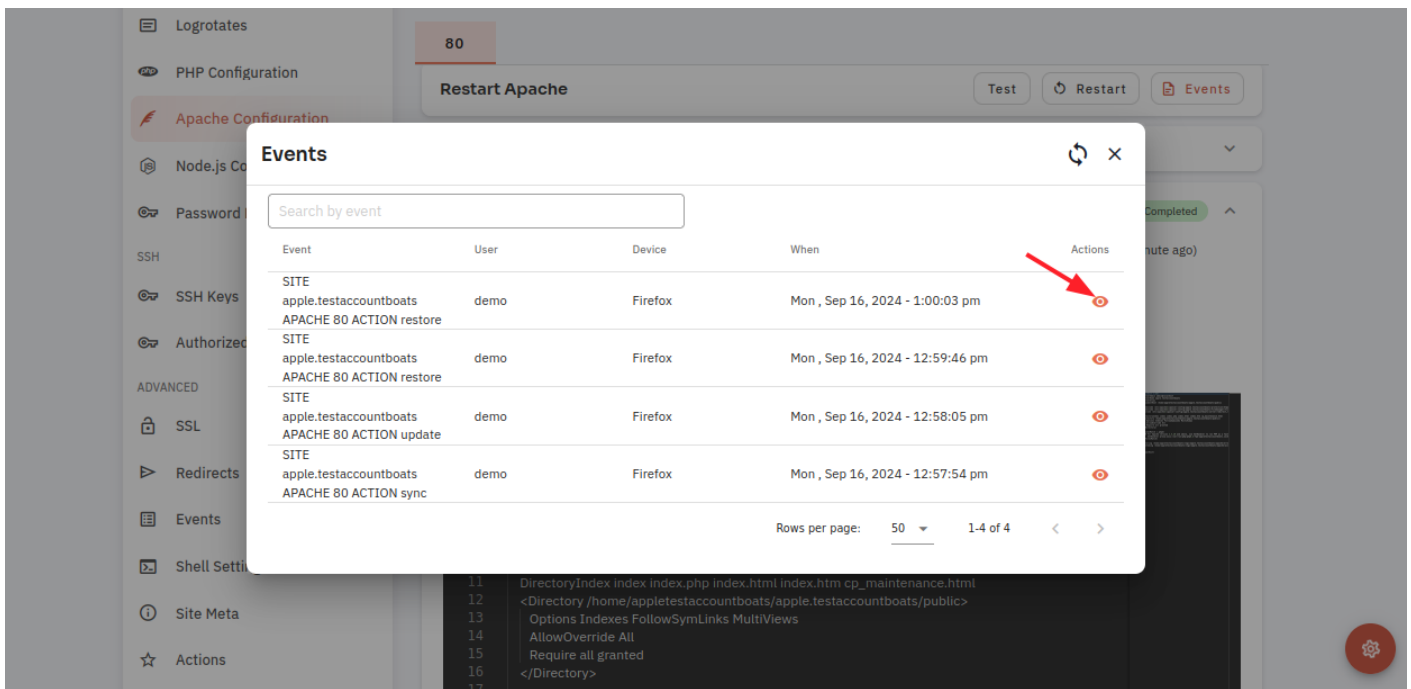 Logrotates
PHP Configuration
Apache Configuration
Node.js Co
Password
SSH
SSH Keys
Authorized
ADVANCED
SSL
Redirects
Events
Shell Setti
Site Meta
Actions
80
Restart Apache
Test
Restart
Events
Completed
nute ago)
Events
Search by event
Event User Device When Actions
SITE
apple.testaccountboats demo Firefox Mon , Sep 16, 2024 - 1:00:03 pm
APACHE 80 ACTION restore
SITE
apple.testaccountboats demo Firefox Mon , Sep 16, 2024 - 12:59:46 pm
APACHE 80 ACTION restore
SITE
apple.testaccountboats demo Firefox Mon , Sep 16, 2024 - 12:58:05 pm
APACHE 80 ACTION update
SITE
apple.testaccountboats demo Firefox Mon , Sep 16, 2024 - 12:57:54 pm
APACHE 80 ACTION sync
Rows per page: 50 1-4 of 4
11 DirectoryIndex index index.php index.html index.htm cp_maintenance.html
12 <Directory /home/appletestaccountboats/apple.testaccountboats/public>
13 Options Indexes FollowSymLinks MultiViews
14 AllowOverride All
15 Require all granted
16 </Directory>
17